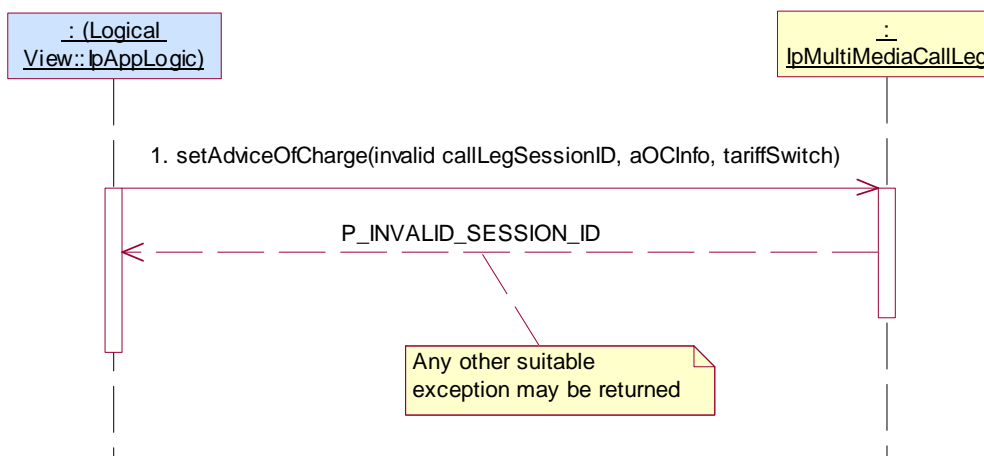 : (Logical
View::IpAppLogic)
:
IpMultiMediaCallLeg
1. setAdviceOfCharge(invalid callLegSessionID, aOCInfo, tariffSwitch)
P_INVALID_SESSION_ID
Any other suitable
exception may be returned